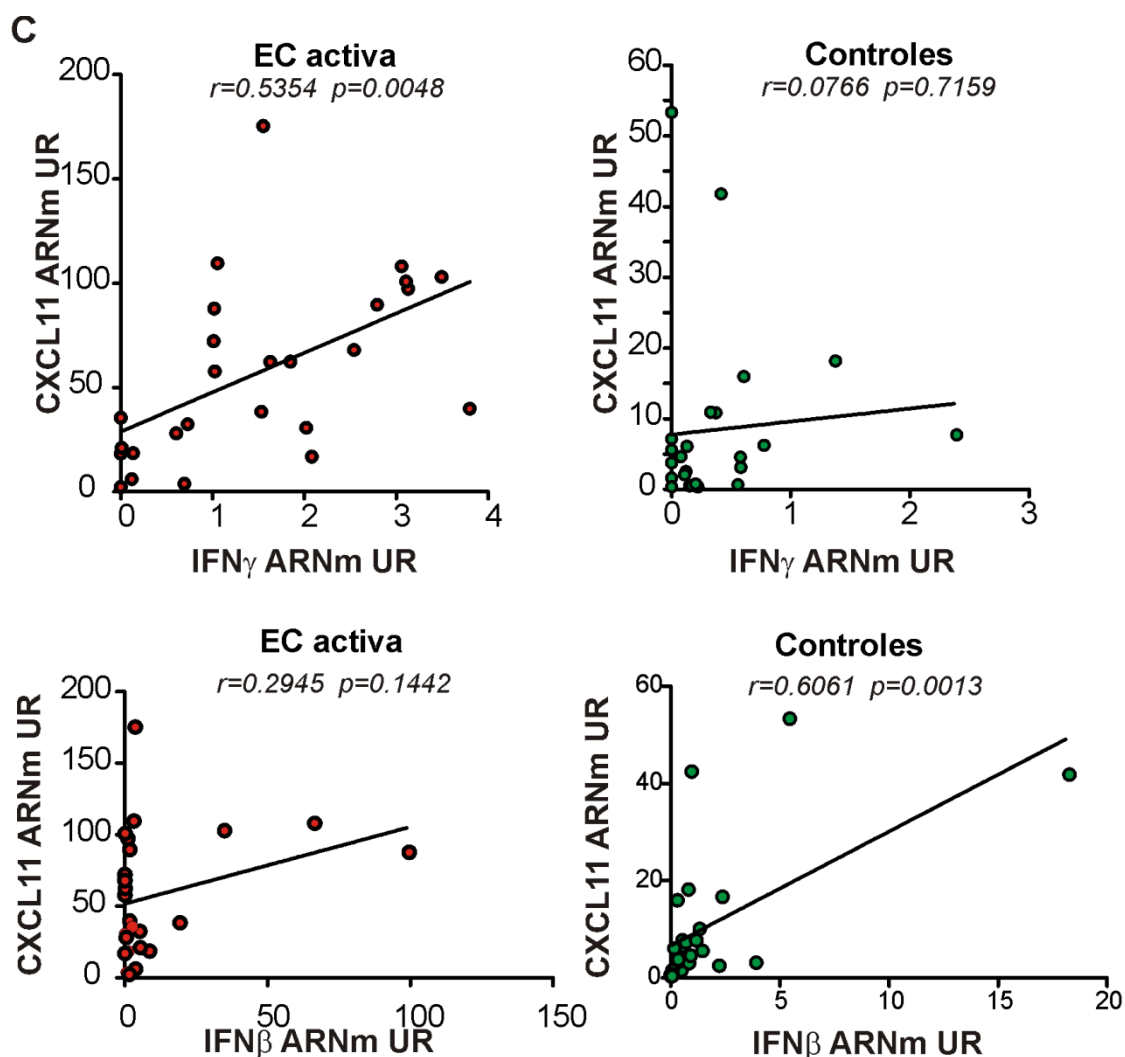 C
EC activa
r=0.5354 p=0.0048
CXCL11 ARNm UR
200
150
100
50
0
0 1 2 3 4
IFNγ ARNm UR
Controles
r=0.0766 p=0.7159
CXCL11 ARNm UR
60
50
40
30
20
10
0
0 1 2 3
IFNγ ARNm UR
EC activa
r=0.2945 p=0.1442
CXCL11 ARNm UR
200
150
100
50
0
0 50 100 150
IFNβ ARNm UR
Controles
r=0.6061 p=0.0013
CXCL11 ARNm UR
60
40
20
0
0 5 10 15 20
IFNβ ARNm UR